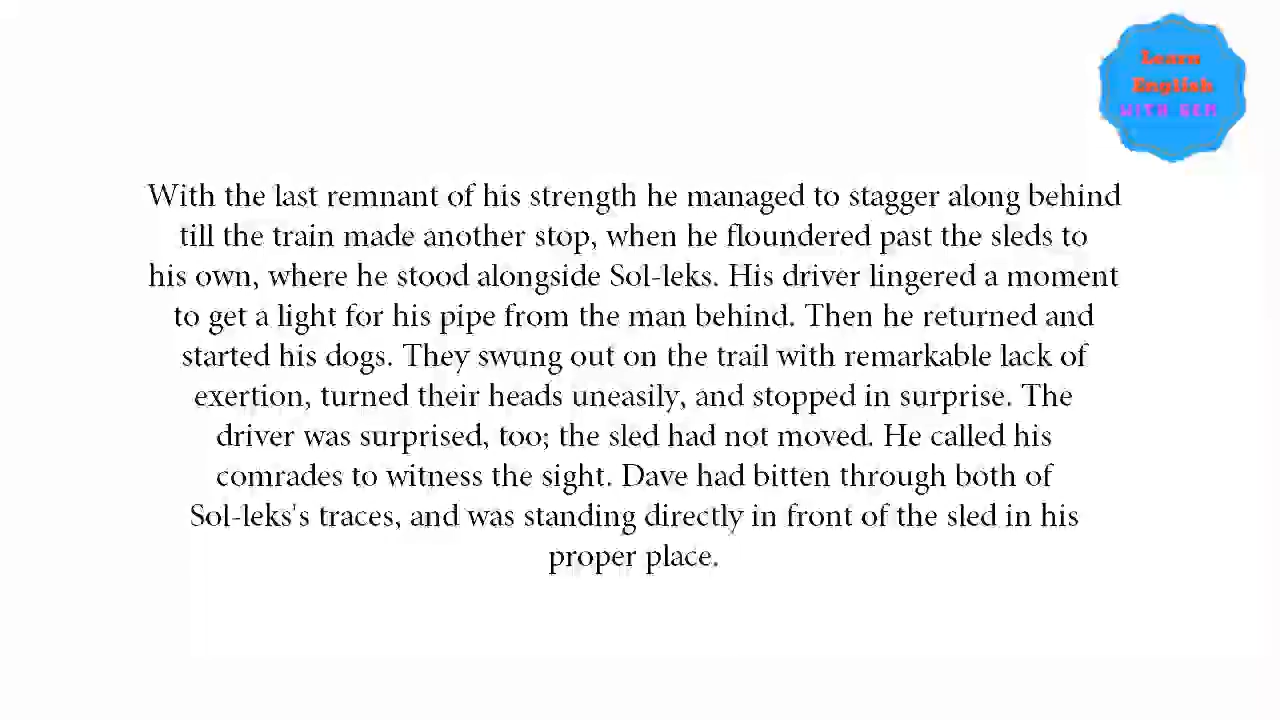 Learn
English
WITH GEM
With the last remnant of his strength he managed to stagger along behind
till the train made another stop, when he floundered past the sleds to
his own, where he stood alongside Sol-leks. His driver lingered a moment
to get a light for his pipe from the man behind. Then he returned and
started his dogs. They swung out on the trail with remarkable lack of
exertion, turned their heads uneasily, and stopped in surprise. The
driver was surprised, too; the sled had not moved. He called his
comrades to witness the sight. Dave had bitten through both of
Sol-leks's traces, and was standing directly in front of the sled in his
proper place.